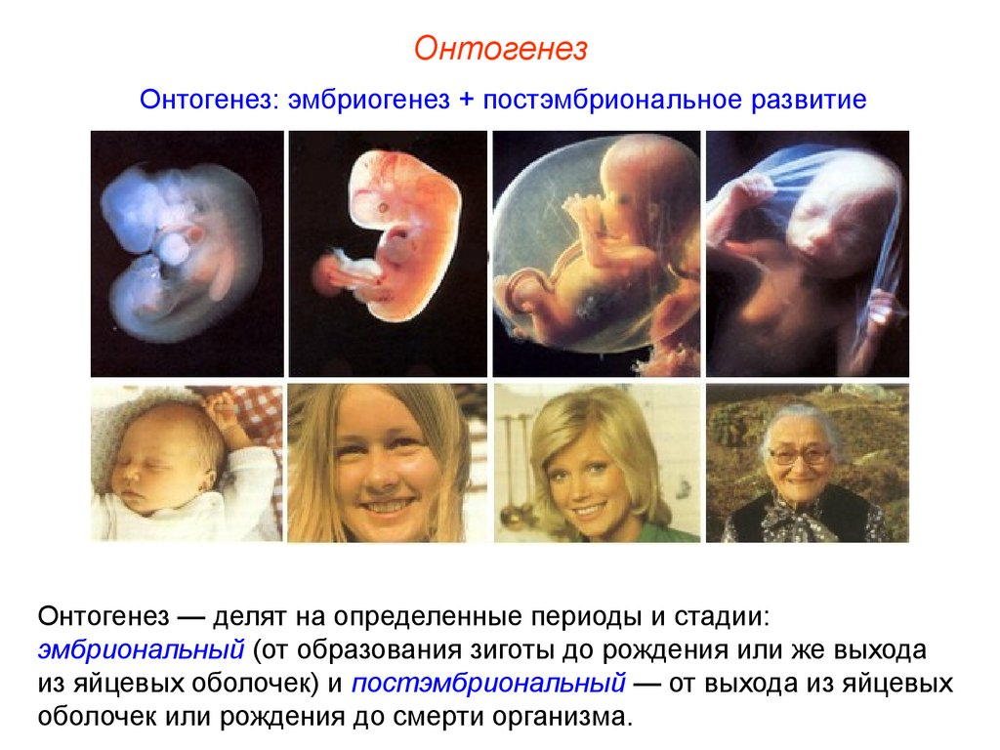 Онтогенез
Онтогенез: эмбриогенез + постэмбриональное развитие
Онтогенез — делят на определенные периоды и стадии:
эмбриональный (от образования зиготы до рождения или же выхода
из яйцевых оболочек) и постэмбриональный — от выхода из яйцевых
оболочек или рождения до смерти организма.